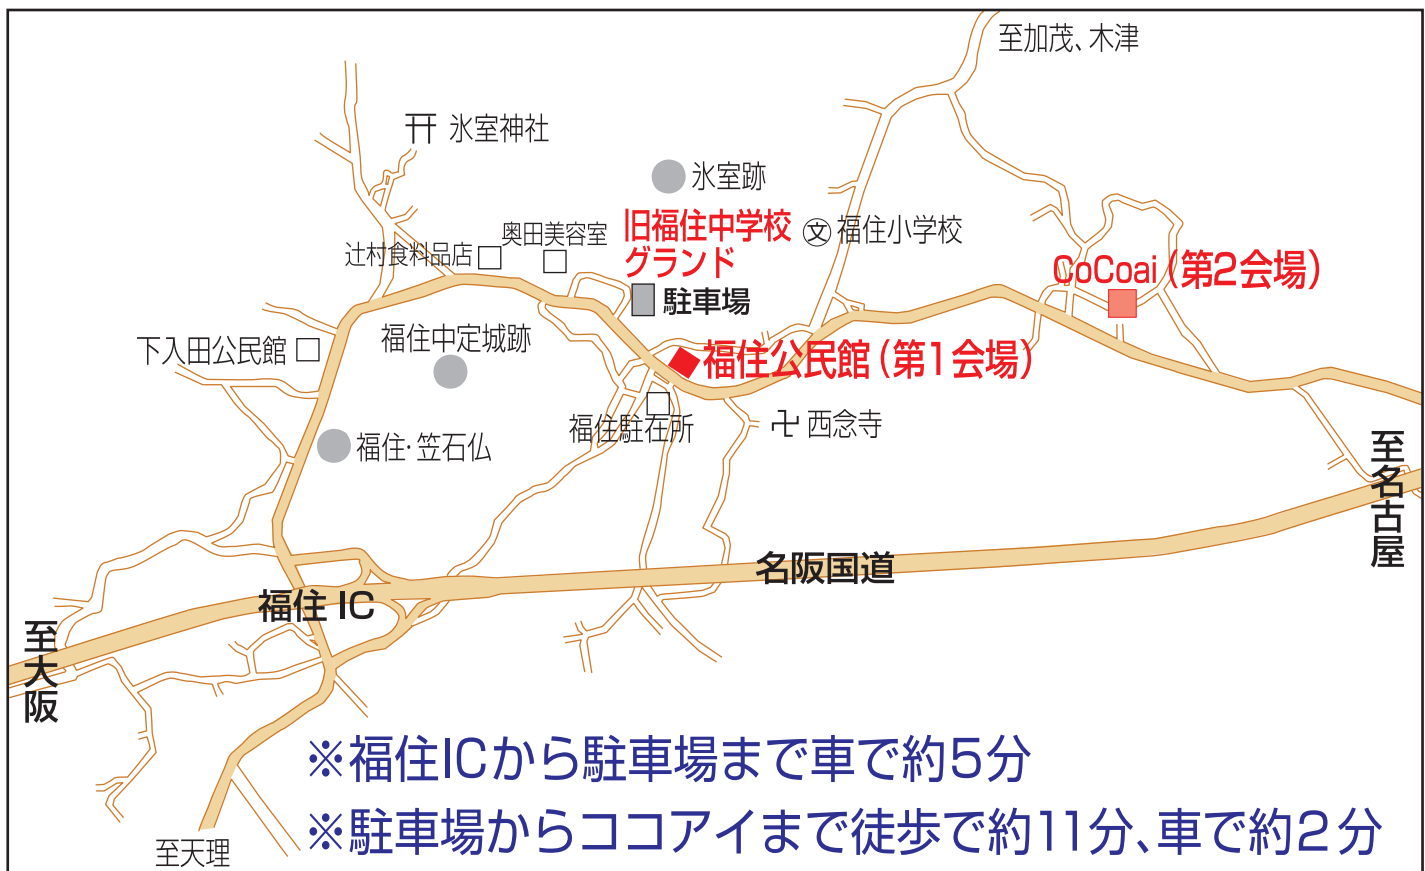 至加茂、木津
氷室神社
氷室跡
旧福住中学校
グランド
文
福住小学校
奥田美容室
辻村食料品店
CoCoai(第2会場)
駐車場
福住中定城跡
下入田公民館
福住公民館(第1会場)
福住駐在所
西念寺
福住・笠石仏
至名古屋
名阪国道
福住 IC
至大阪
※福住ICから駐車場まで車で約5分
※駐車場からココアイまで徒歩で約11分、車で約2分
至天理